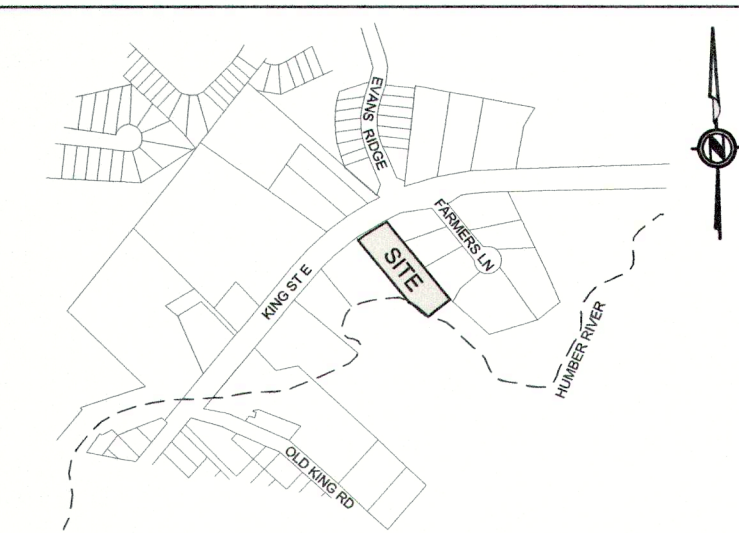 EVANS RIDGE
N
FARMERS LN
SITE
KING ST E
HUMBER RIVER
OLD KING RD